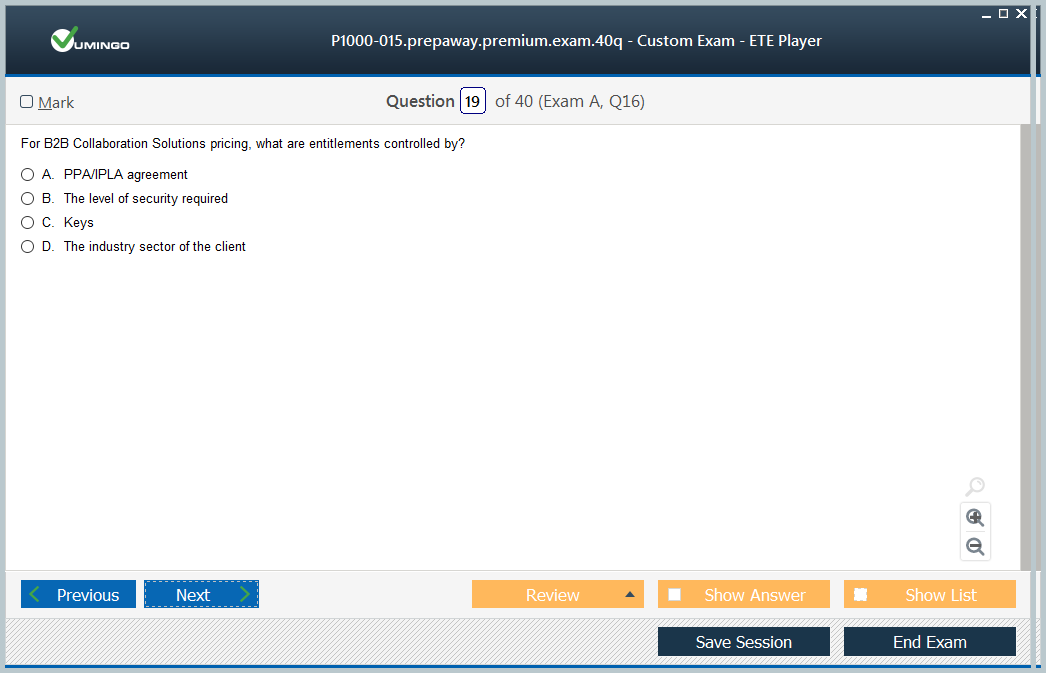 VUMINGO
P1000-015.prepaway.premium.exam.40q - Custom Exam - ETE Player
Mark
Question 19 of 40 (Exam A, Q16)
For B2B Collaboration Solutions pricing, what are entitlements controlled by?
A. PPA/IPLA agreement
B. The level of security required
C. Keys
D. The industry sector of the client
Previous Next Review Show Answer Show List
Save Session End Exam